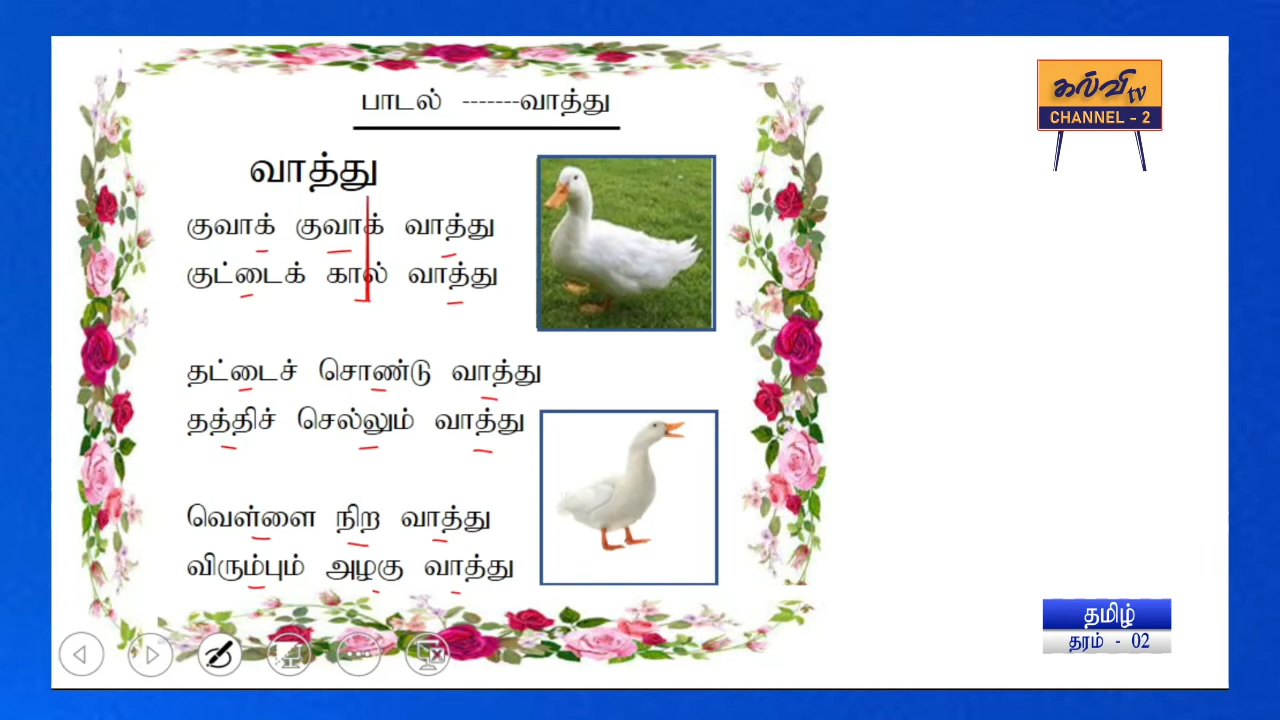 பாடல் -------வாத்து
வாத்து
குவாக் குவாக் வாத்து
குட்டைக் கால் வாத்து
தட்டைச் சொண்டு வாத்து
தத்திச் செல்லும் வாத்து
வெள்ளை நிற வாத்து
விரும்பும் அழகு வாத்து
கல்வி tv
CHANNEL - 2
தமிழ்
தரம் - 02